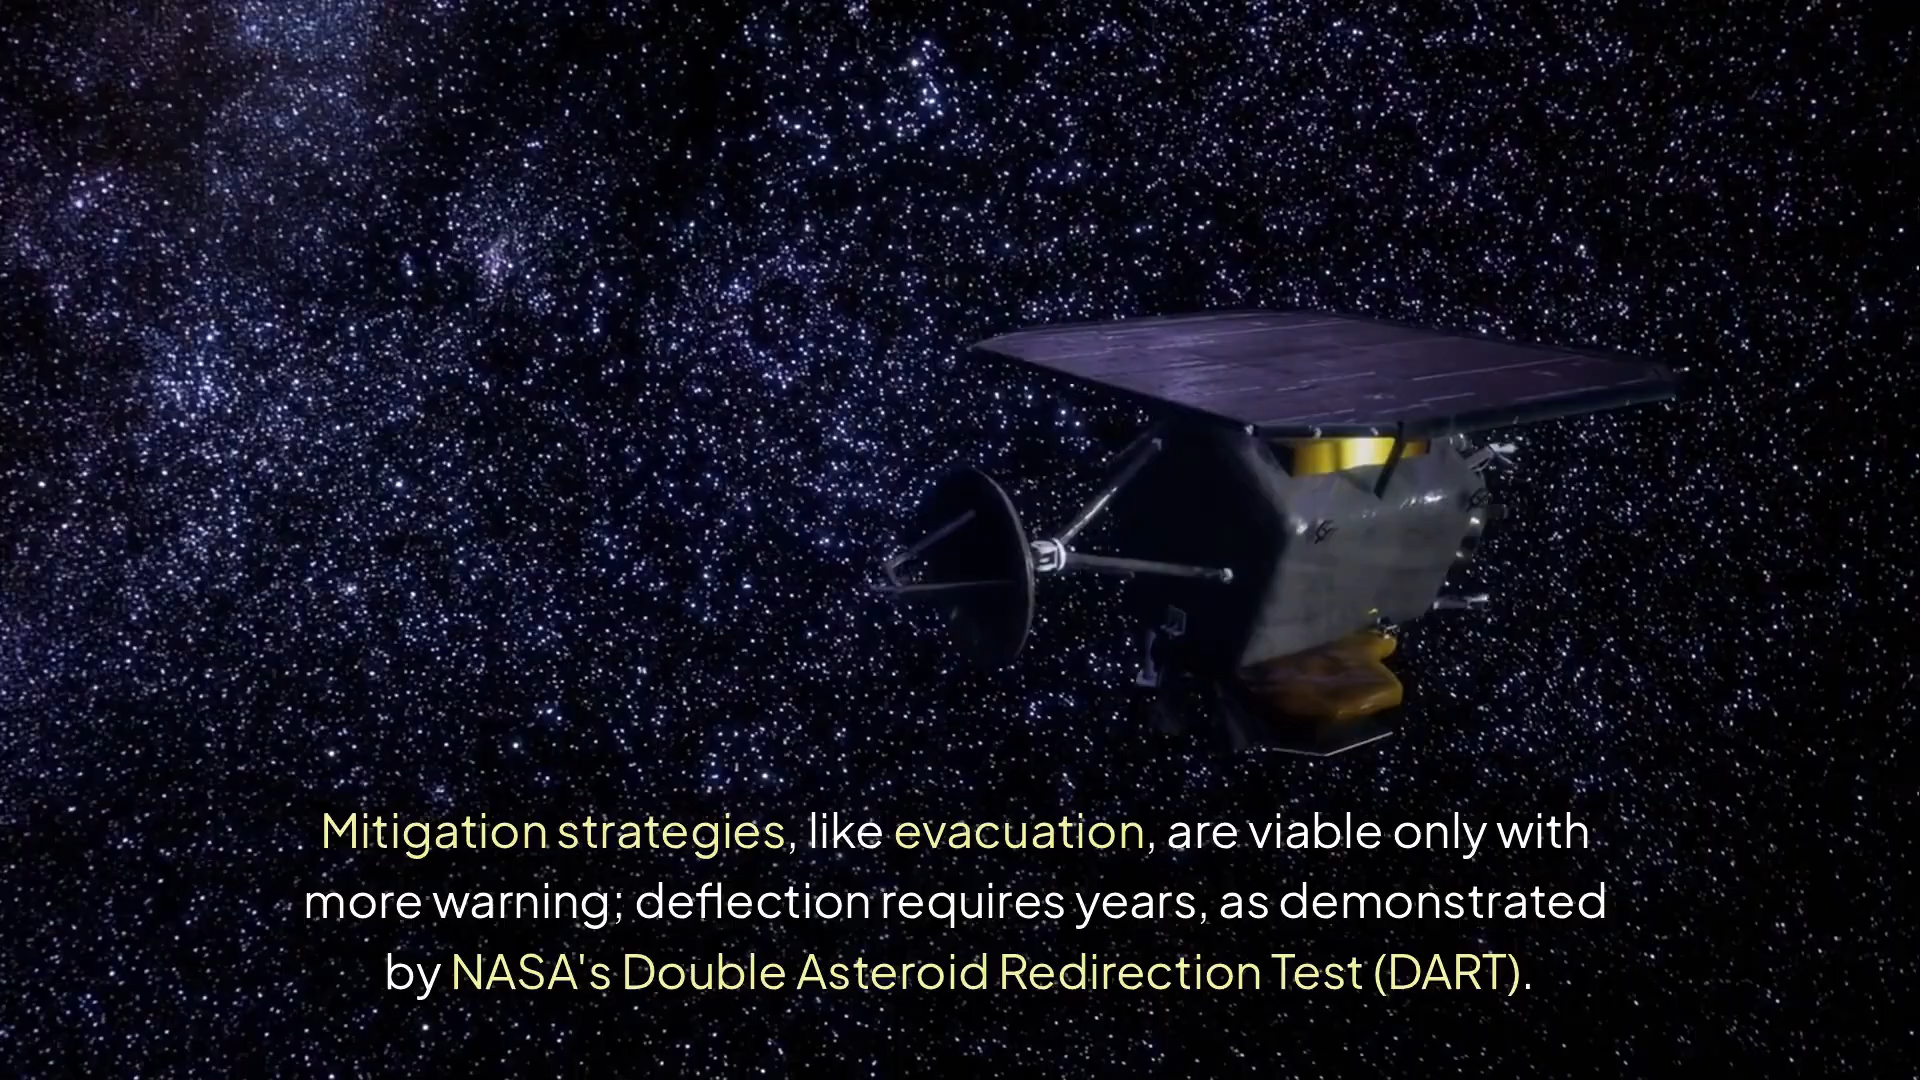 Mitigation strategies, like evacuation, are viable only with
more warning; deflection requires years, as demonstrated
by NASA's Double Asteroid Redirection Test (DART).